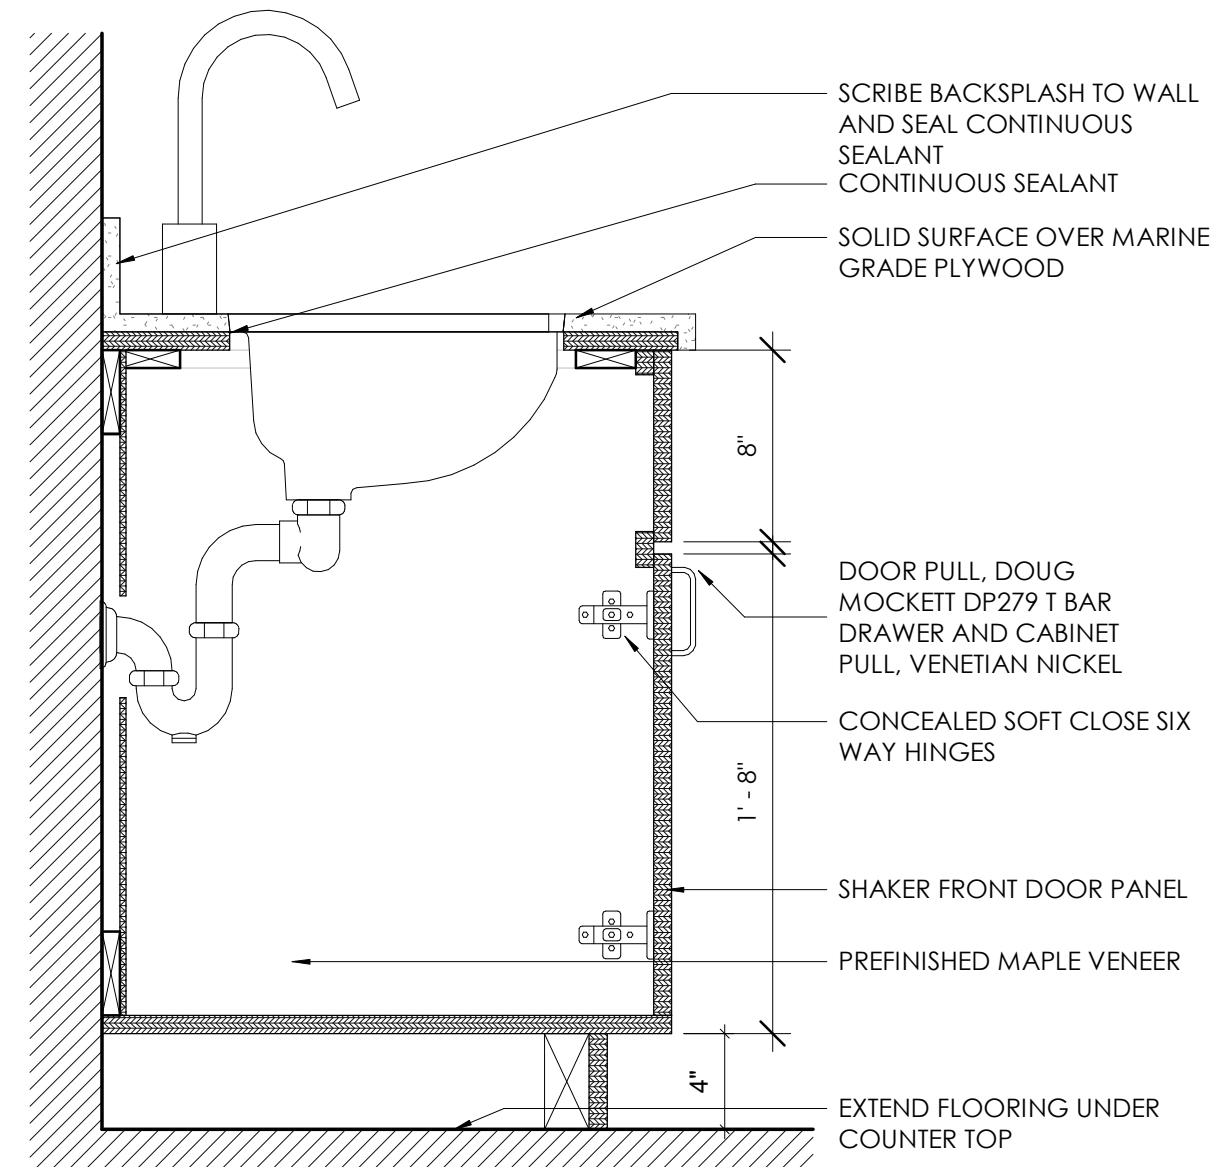 SCRIBE BACKSPLASH TO WALL
AND SEAL CONTINUOUS
SEALANT
CONTINUOUS SEALANT
SOLID SURFACE OVER MARINE
GRADE PLYWOOD
8"
DOOR PULL, DOUG
MOCKETT DP279 T BAR
DRAWER AND CABINET
PULL, VENETIAN NICKEL
CONCEALED SOFT CLOSE SIX
WAY HINGES
1' - 8"
SHAKER FRONT DOOR PANEL
PREFINISHED MAPLE VENEER
4"
EXTEND FLOORING UNDER
COUNTER TOP